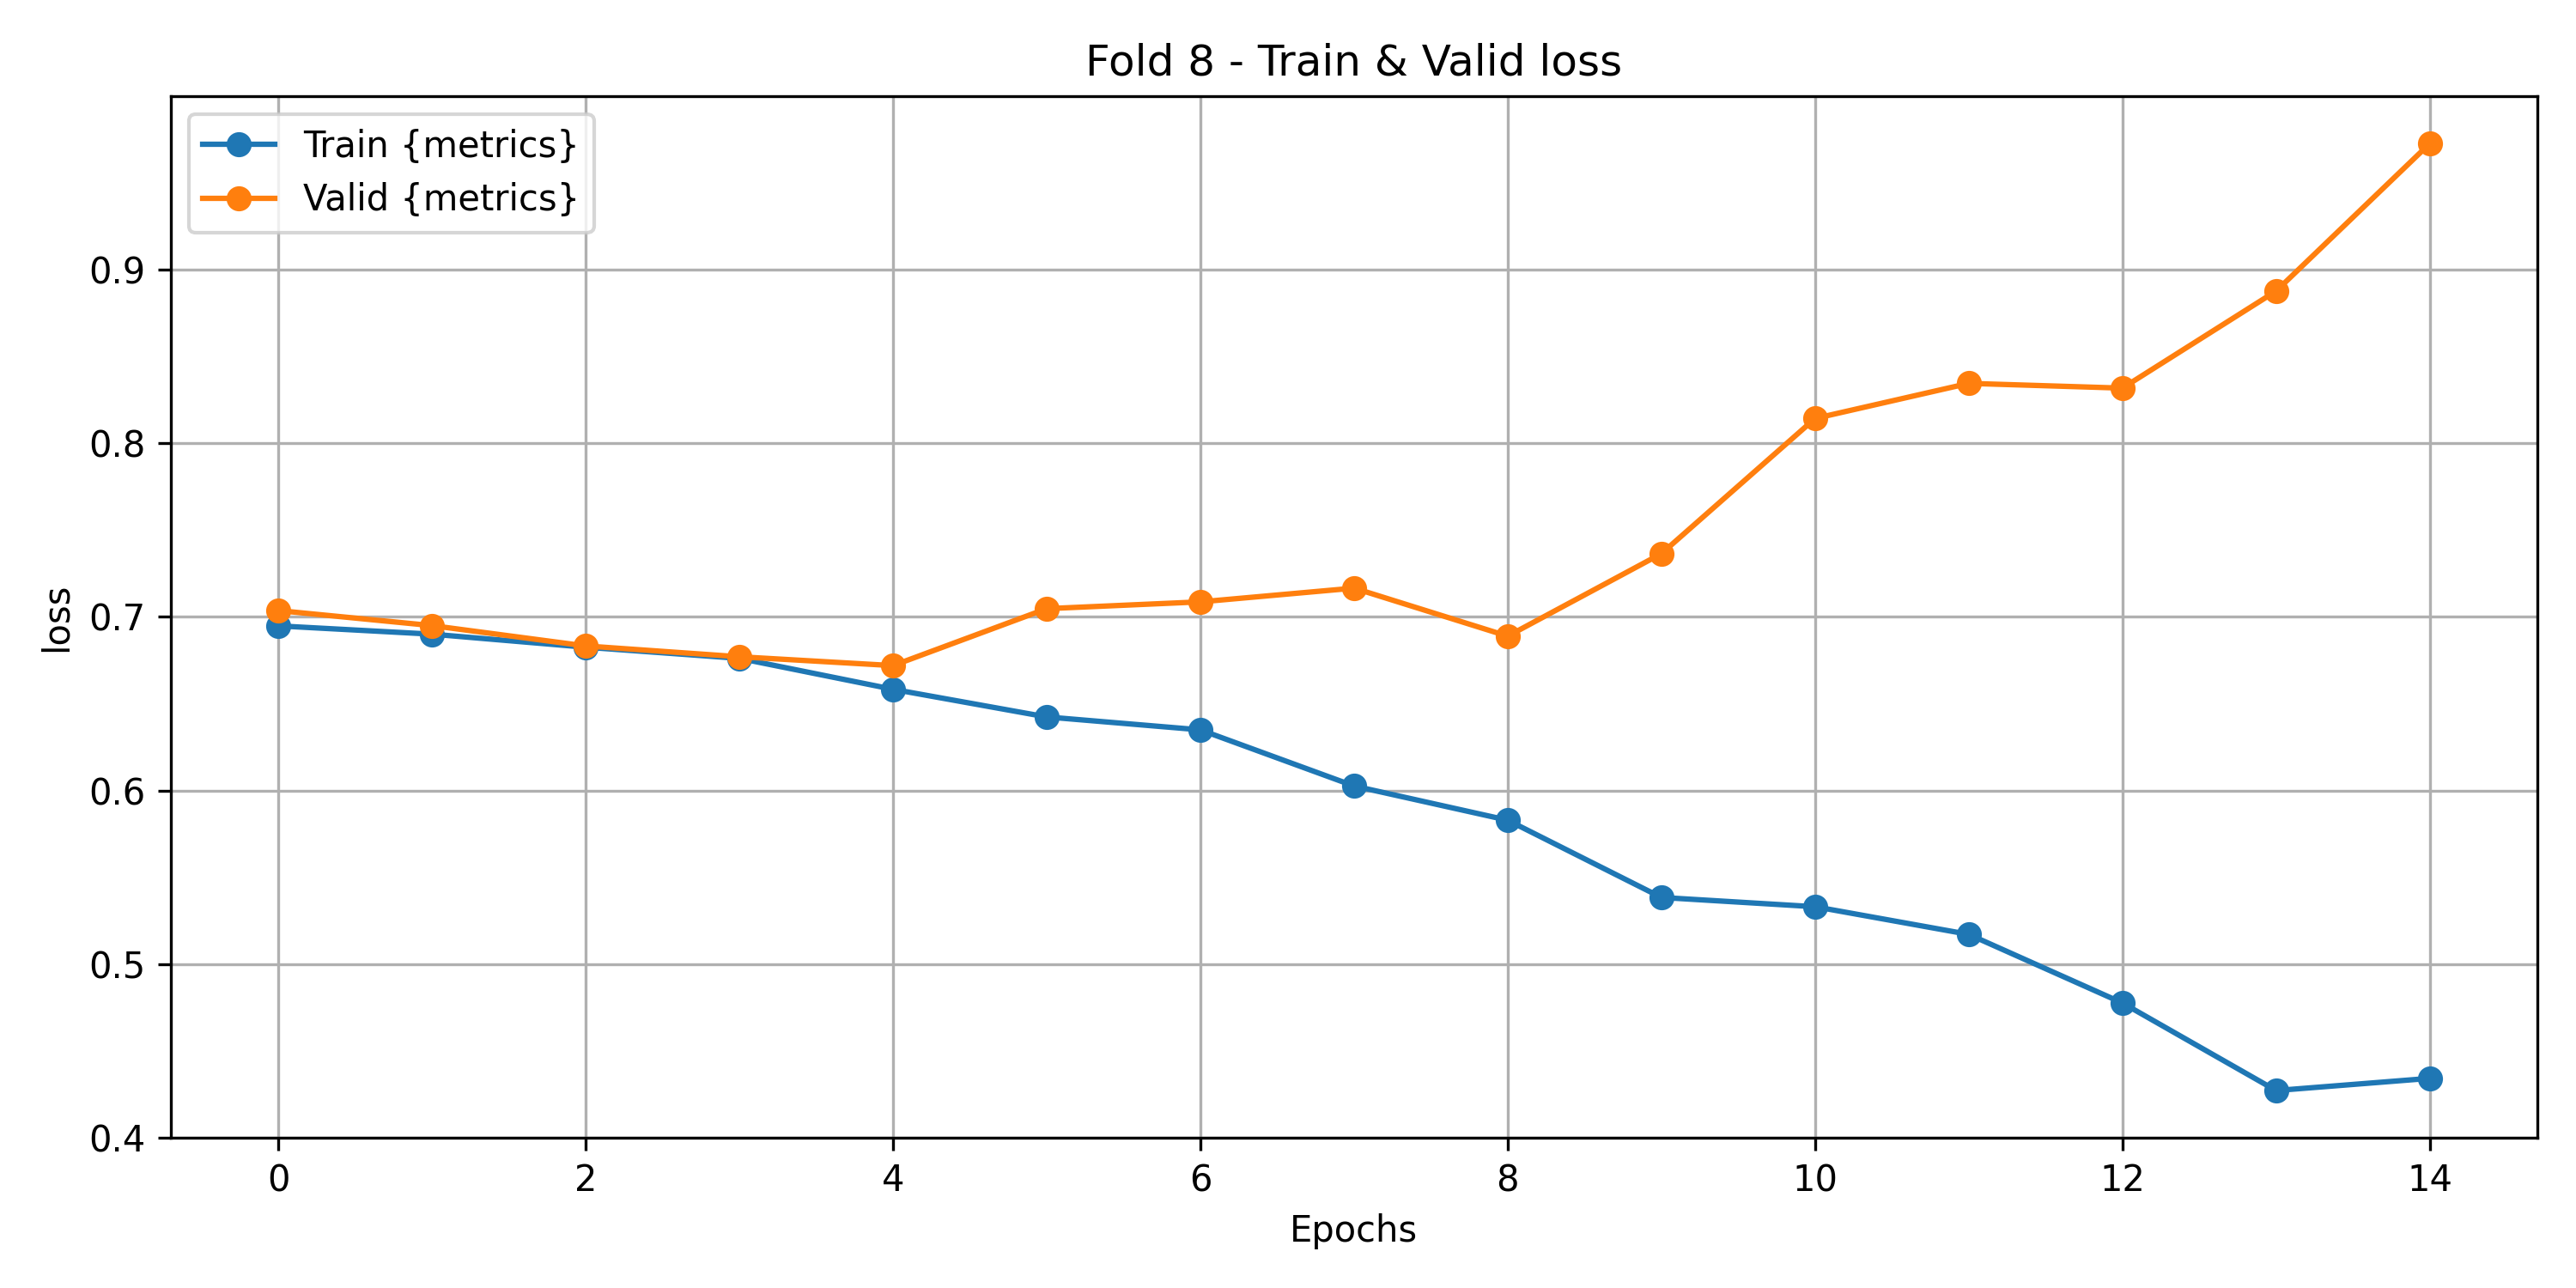 Fold 8 - Train & Valid loss
Train {metrics}
Valid {metrics}
0.9
0.8
0.7
0.6
0.5
0.4
loss
0 2 4 6 8 10 12 14
Epochs